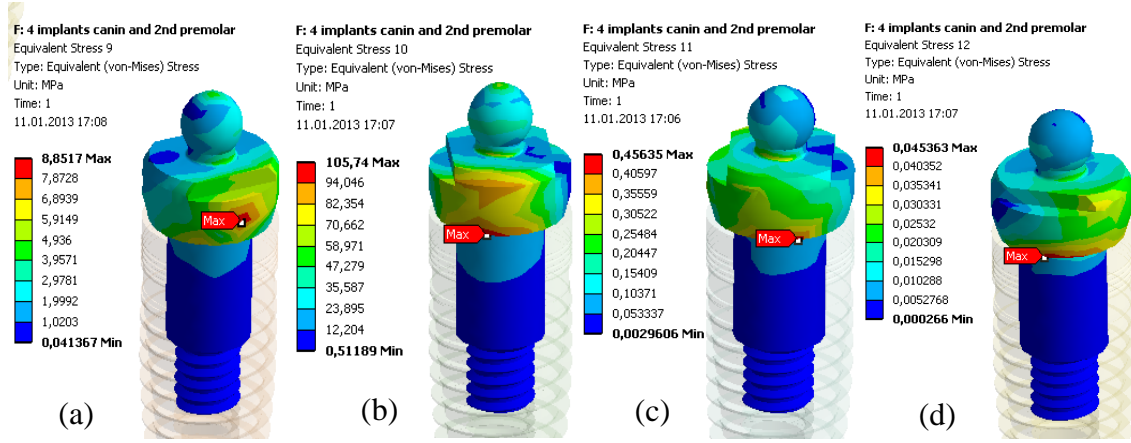 F: 4 implants canin and 2nd premolar
Equivalent Stress 9
Type: Equivalent (von-Mises) Stress
Unit: MPa
Time: 1
11.01.2013 17:08
8,8517 Max
7,8728
6,8939
5,9149
4,936
3,9571
2,9781
1,9992
1,0203
0,041367 Min
Max
(a)
F: 4 implants canin and 2nd premolar
Equivalent Stress 10
Type: Equivalent (von-Mises) Stress
Unit: MPa
Time: 1
11.01.2013 17:07
105,74 Max
94,046
82,354
70,662
58,971
47,279
35,587
23,895
12,204
0,51189 Min
Max
(b)
F: 4 implants canin and 2nd premolar
Equivalent Stress 11
Type: Equivalent (von-Mises) Stress
Unit: MPa
Time: 1
11.01.2013 17:06
0,45635 Max
0,40597
0,35559
0,30522
0,25484
0,20447
0,15409
0,10371
0,053337
0,0029606 Min
Max
(c)
F: 4 implants canin and 2nd premolar
Equivalent Stress 12
Type: Equivalent (von-Mises) Stress
Unit: MPa
Time: 1
11.01.2013 17:07
0,045363 Max
0,040352
0,035341
0,030331
0,02532
0,020309
0,015298
0,010288
0,0052768
0,000266 Min
Max
(d)